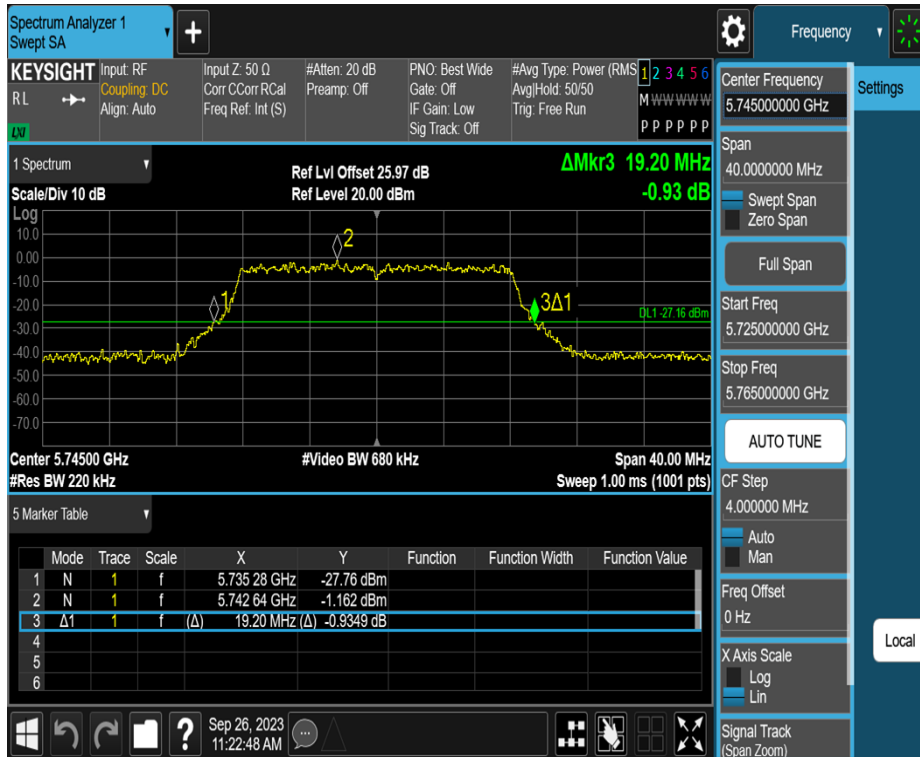 Spectrum Analyzer 1
Swept SA
+
Frequency
KEYSIGHT
R L
LXI
Input: RF
Coupling: DC
Align: Auto
Input Z: 50 Ω
Corr CCorr RCal
Freq Ref: Int (S)
#Atten: 20 dB
Preamp: Off
PNO: Best Wide
Gate: Off
IF Gain: Low
Sig Track: Off
#Avg Type: Power (RMS
Avg|Hold: 50/50
Trig: Free Run
1 2 3 4 5 6
M W W W W W
P P P P P P
1 Spectrum
Scale/Div 10 dB
Ref Lvl Offset 25.97 dB
Ref Level 20.00 dBm
ΔMkr3 19.20 MHz
-0.93 dB
Log
10.0
0.00
-10.0
-20.0
-30.0
-40.0
-50.0
-60.0
-70.0
1
2
3Δ1
DL1 -27.16 dBm
Center 5.74500 GHz
#Video BW 680 kHz
Span 40.00 MHz
#Res BW 220 kHz
Sweep 1.00 ms (1001 pts)
5 Marker Table
Mode Trace Scale X Y Function Function Width Function Value
1 N 1 f 5.735 28 GHz -27.76 dBm
2 N 1 f 5.742 64 GHz -1.162 dBm
3 Δ1 1 f (Δ) 19.20 MHz (Δ) -0.9349 dB
4
5
6
?
Sep 26, 2023
11:22:48 AM
Center Frequency
5.745000000 GHz
Span
40.0000000 MHz
Swept Span
Zero Span
Full Span
Start Freq
5.725000000 GHz
Stop Freq
5.765000000 GHz
AUTO TUNE
CF Step
4.000000 MHz
Auto
Man
Freq Offset
0 Hz
X Axis Scale
Log
Lin
Signal Track
(Span Zoom)
Settings
Local